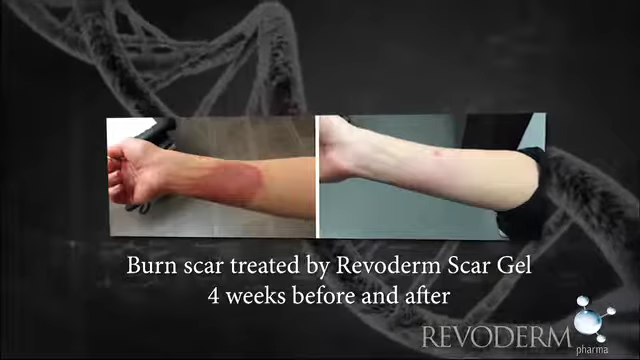 Burn scar treated by Revoderm Scar Gel
4 weeks before and after
REVODERM
pharma